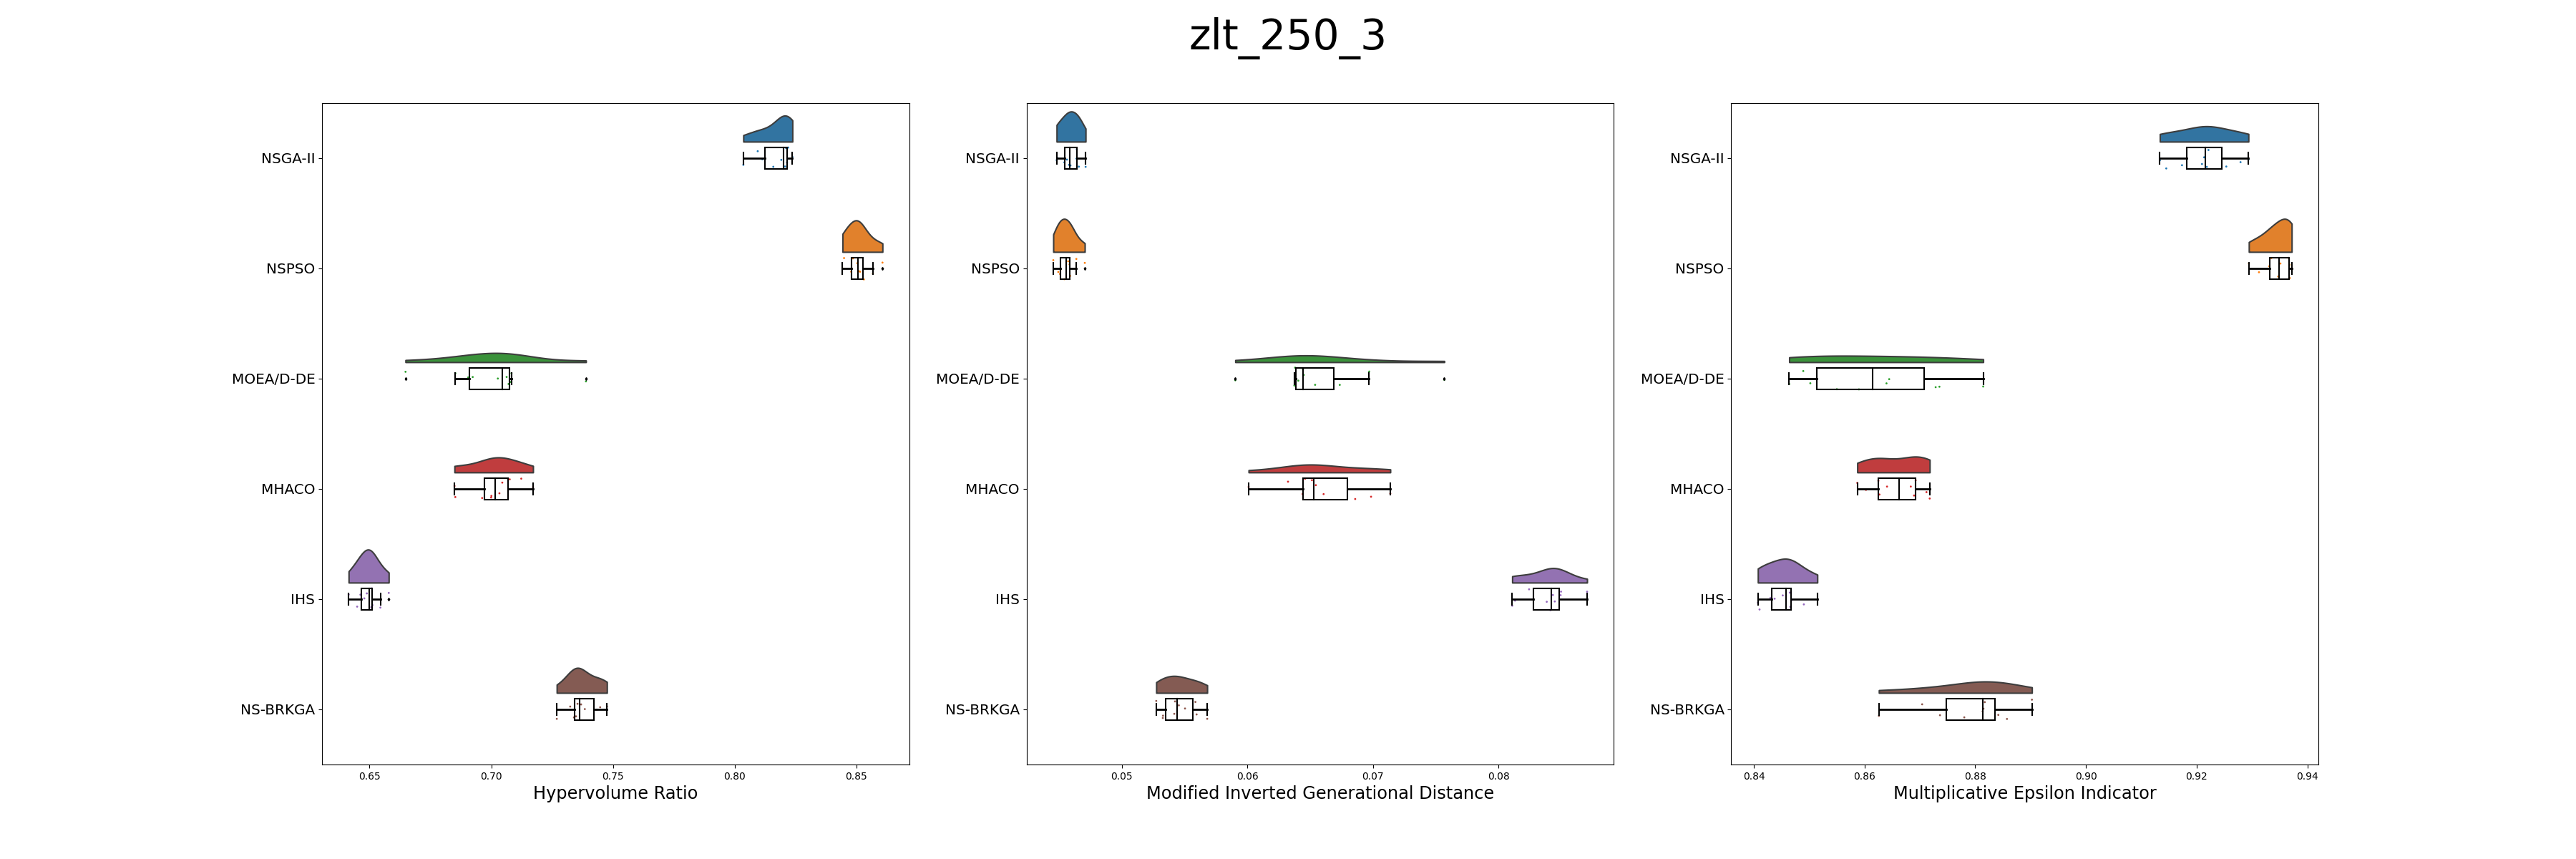 zlt_250_3
NSGA-II
NSPSO
MOEA/D-DE
MHACO
IHS
NS-BRKGA
0.65 0.70 0.75 0.80 0.85
Hypervolume Ratio
NSGA-II
NSPSO
MOEA/D-DE
MHACO
IHS
NS-BRKGA
0.05 0.06 0.07 0.08
Modified Inverted Generational Distance
NSGA-II
NSPSO
MOEA/D-DE
MHACO
IHS
NS-BRKGA
0.84 0.86 0.88 0.90 0.92 0.94
Multiplicative Epsilon Indicator